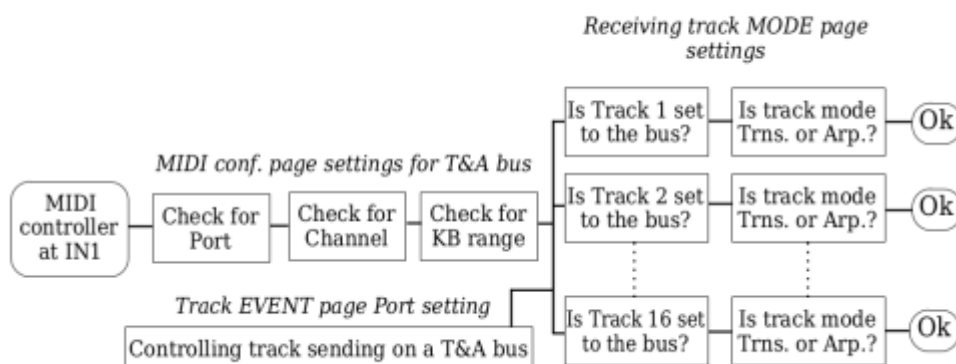 Receiving track MODE page
settings
Is Track 1 set
to the bus?
Is track mode
Trns. or Arp.?
Ok
MIDI conf. page settings for T&A bus
MIDI
controller
at IN1
Check for
Port
Check for
Channel
Check for
KB range
Is Track 2 set
to the bus?
Is track mode
Trns. or Arp.?
Ok
Track EVENT page Port setting
Controlling track sending on a T&A bus
Is Track 16 set
to the bus?
Is track mode
Trns. or Arp.?
Ok